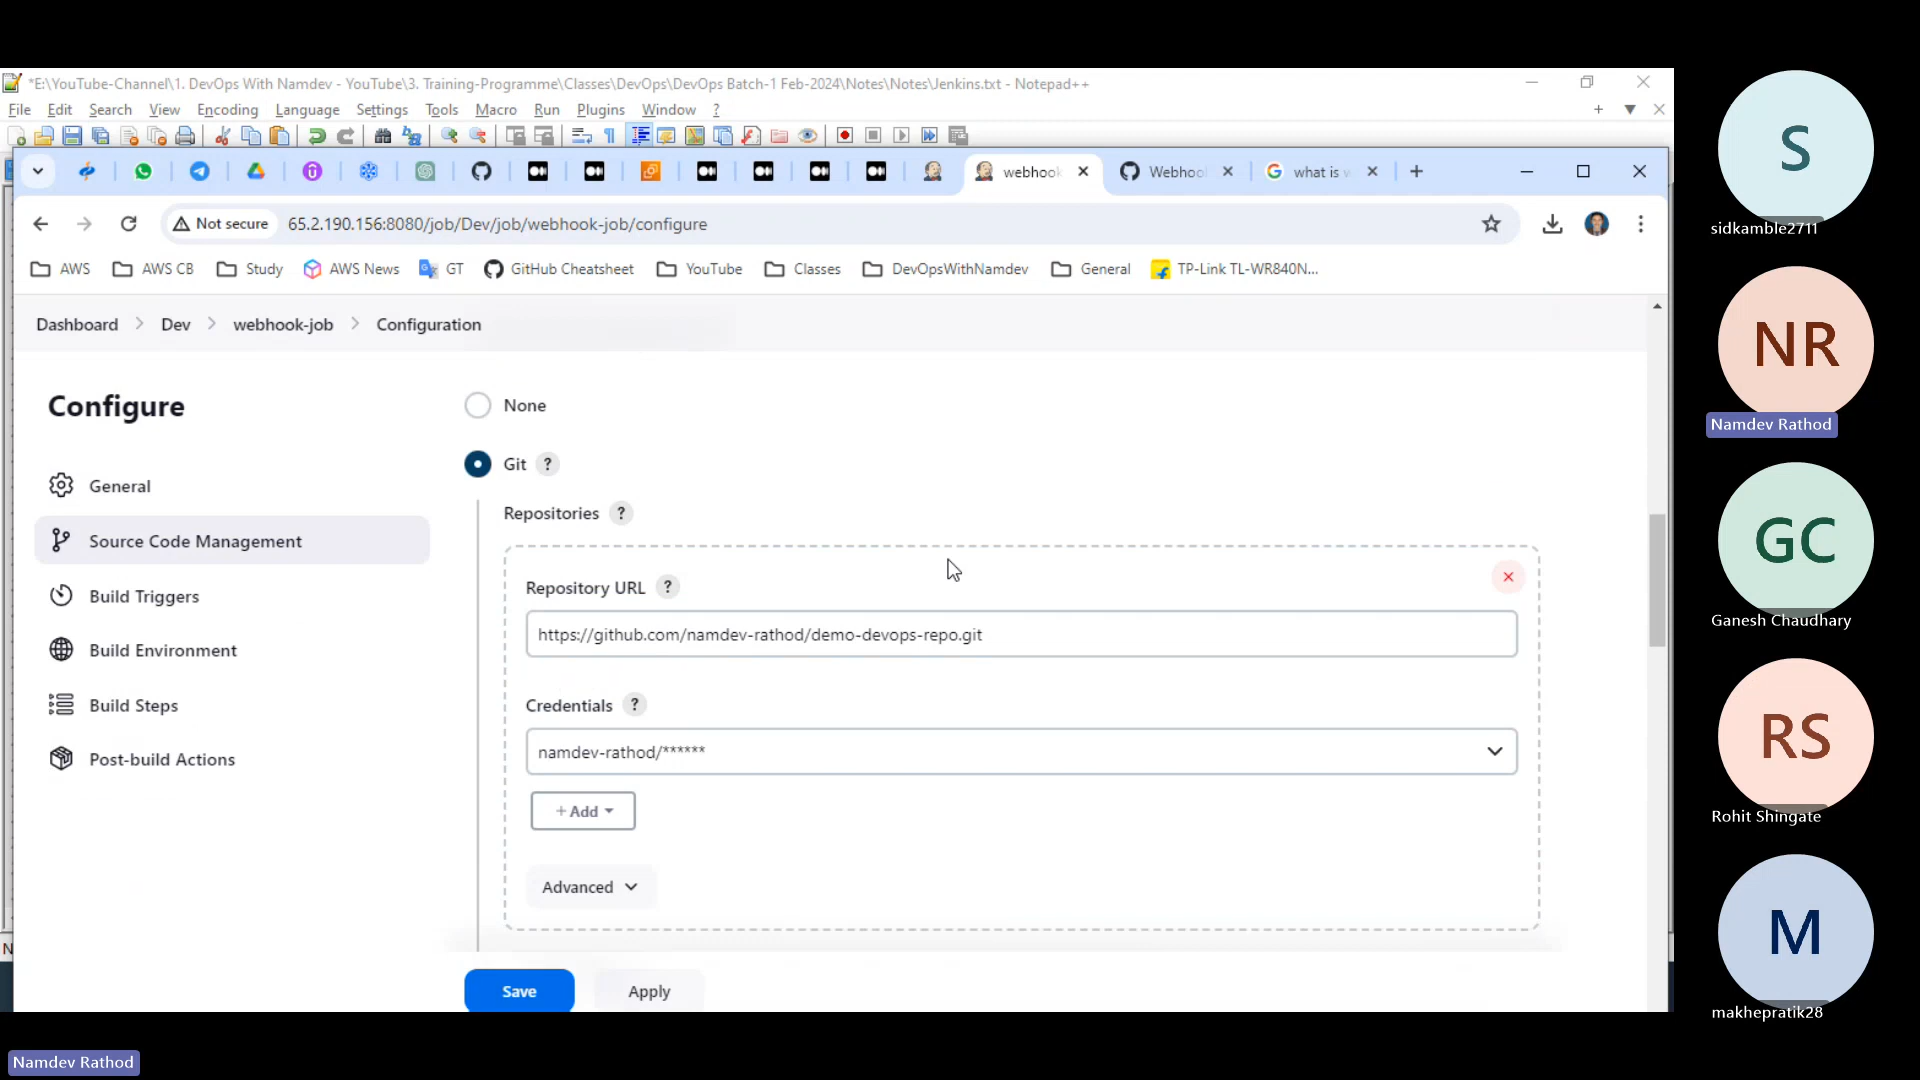 *E:\YouTube-Channel\1. DevOps With Namdev - YouTube\3. Training-Programme\Classes\DevOps\DevOps Batch-1 Feb-2024\Notes\Notes\Jenkins.txt - Notepad++
File Edit Search View Encoding Language Settings Tools Macro Run Plugins Window ?
webhook Webhoo what is
Not secure 65.2.190.156:8080/job/Dev/job/webhook-job/configure
AWS AWS CB Study AWS News GT GitHub Cheatsheet YouTube Classes DevOpsWithNamdev General TP-Link TL-WR840N...
Dashboard > Dev > webhook-job > Configuration
Configure
General
Source Code Management
Build Triggers
Build Environment
Build Steps
Post-build Actions
None
Git ?
Repositories ?
Repository URL ?
https://github.com/namdev-rathod/demo-devops-repo.git
Credentials ?
namdev-rathod/******
+ Add
Advanced
Save Apply
S
sidkamble2711
NR
Namdev Rathod
GC
Ganesh Chaudhary
RS
Rohit Shingate
M
makhepratik28
Namdev Rathod